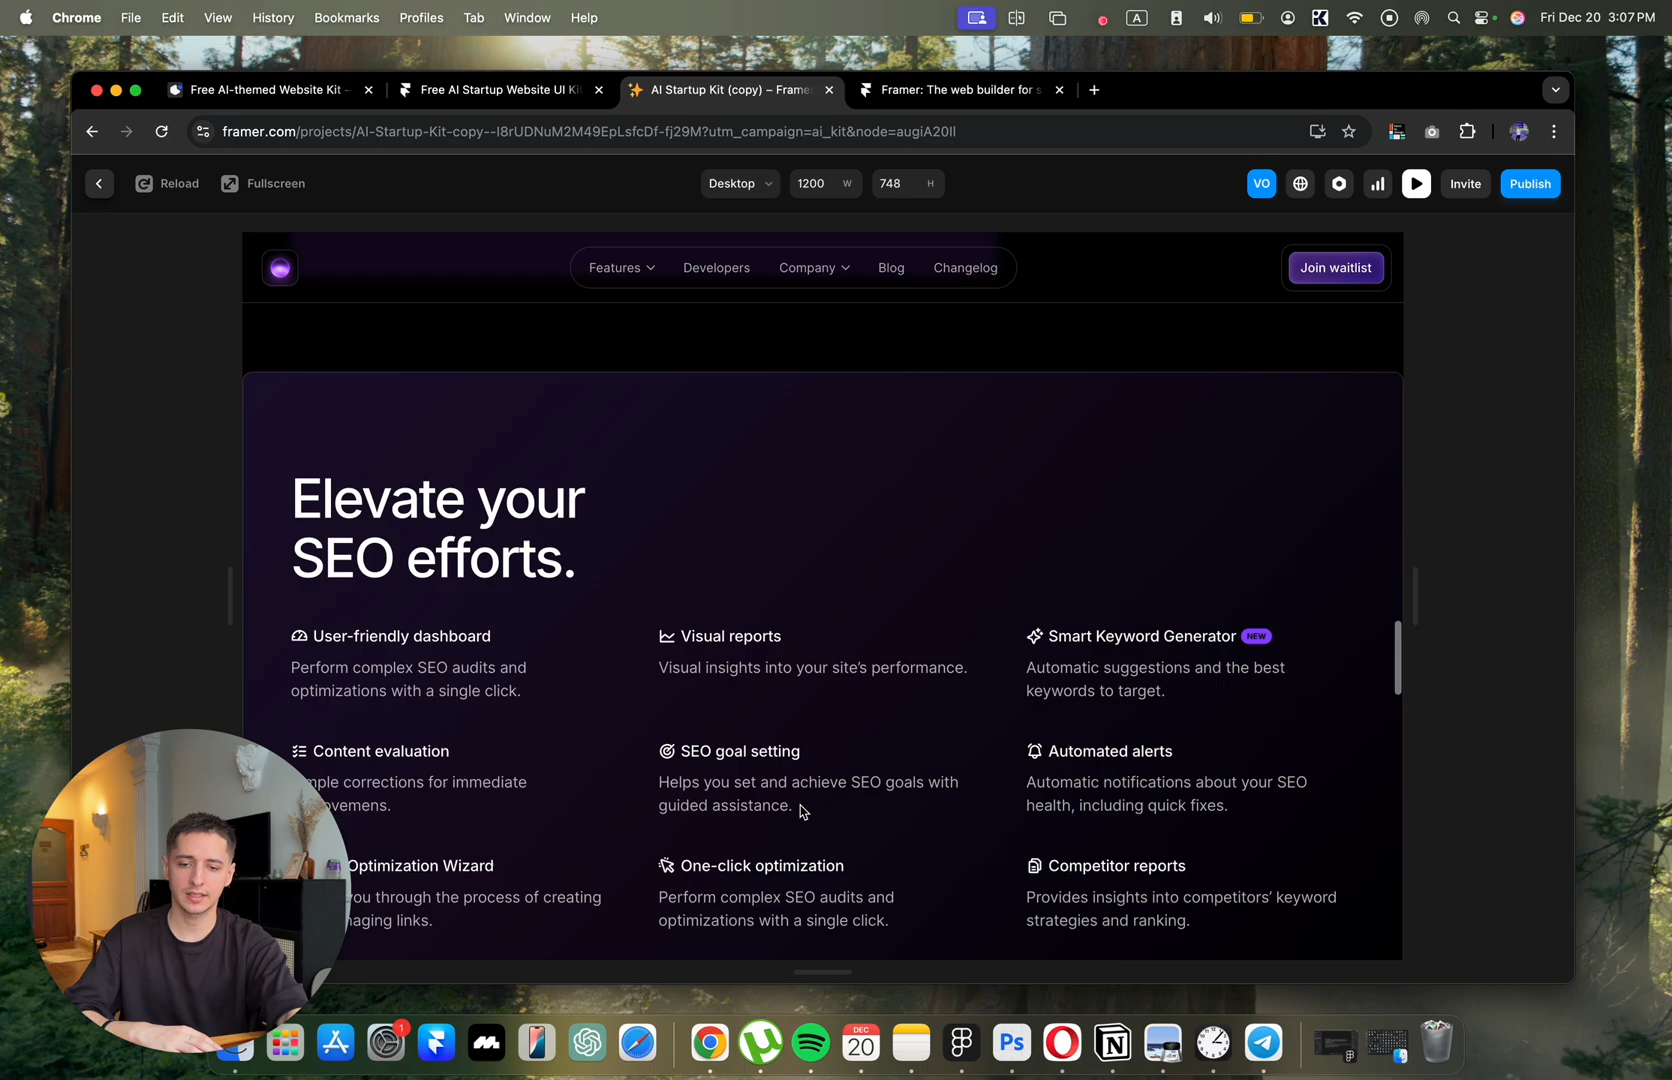 Chrome File Edit View History Bookmarks Profiles Tab Window Help
A
Fri Dec 20 3:07 PM
Free AI-themed Website Kit
Free AI Startup Website UI Ki
AI Startup Kit (copy) – Frame
Framer: The web builder for s
framer.com/projects/AI-Startup-Kit-copy--I8rUDNuM2M49EpLsfcDf-fj29M?utm_campaign=ai_kit&node=augiA20Il
Reload Fullscreen
Desktop 1200 W 748 H
VO Invite Publish
Features Developers Company Blog Changelog
Join waitlist
Elevate your
SEO efforts.
User-friendly dashboard
Perform complex SEO audits and
optimizations with a single click.
Visual reports
Visual insights into your site's performance.
Smart Keyword Generator NEW
Automatic suggestions and the best
keywords to target.
Content evaluation
mple corrections for immediate
ovemens.
SEO goal setting
Helps you set and achieve SEO goals with
guided assistance.
Automated alerts
Automatic notifications about your SEO
health, including quick fixes.
Optimization Wizard
you through the process of creating
naging links.
One-click optimization
Perform complex SEO audits and
optimizations with a single click.
Competitor reports
Provides insights into competitors' keyword
strategies and ranking.
1
DEC
20
Ps